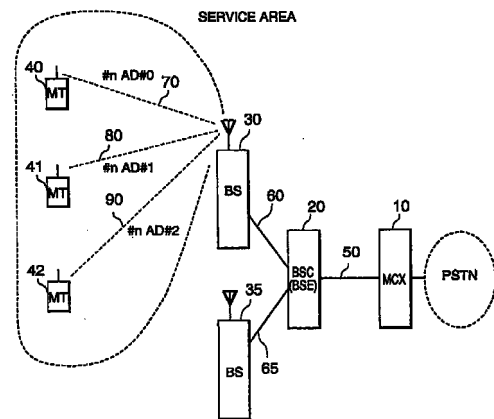 SERVICE AREA
40
MT
#n AD#0
70
30
80
41
MT
#n AD#1
BS
60
20
10
90
#n AD#2
42
MT
BSC
(BSE)
50
MCX
PSTN
35
BS
65